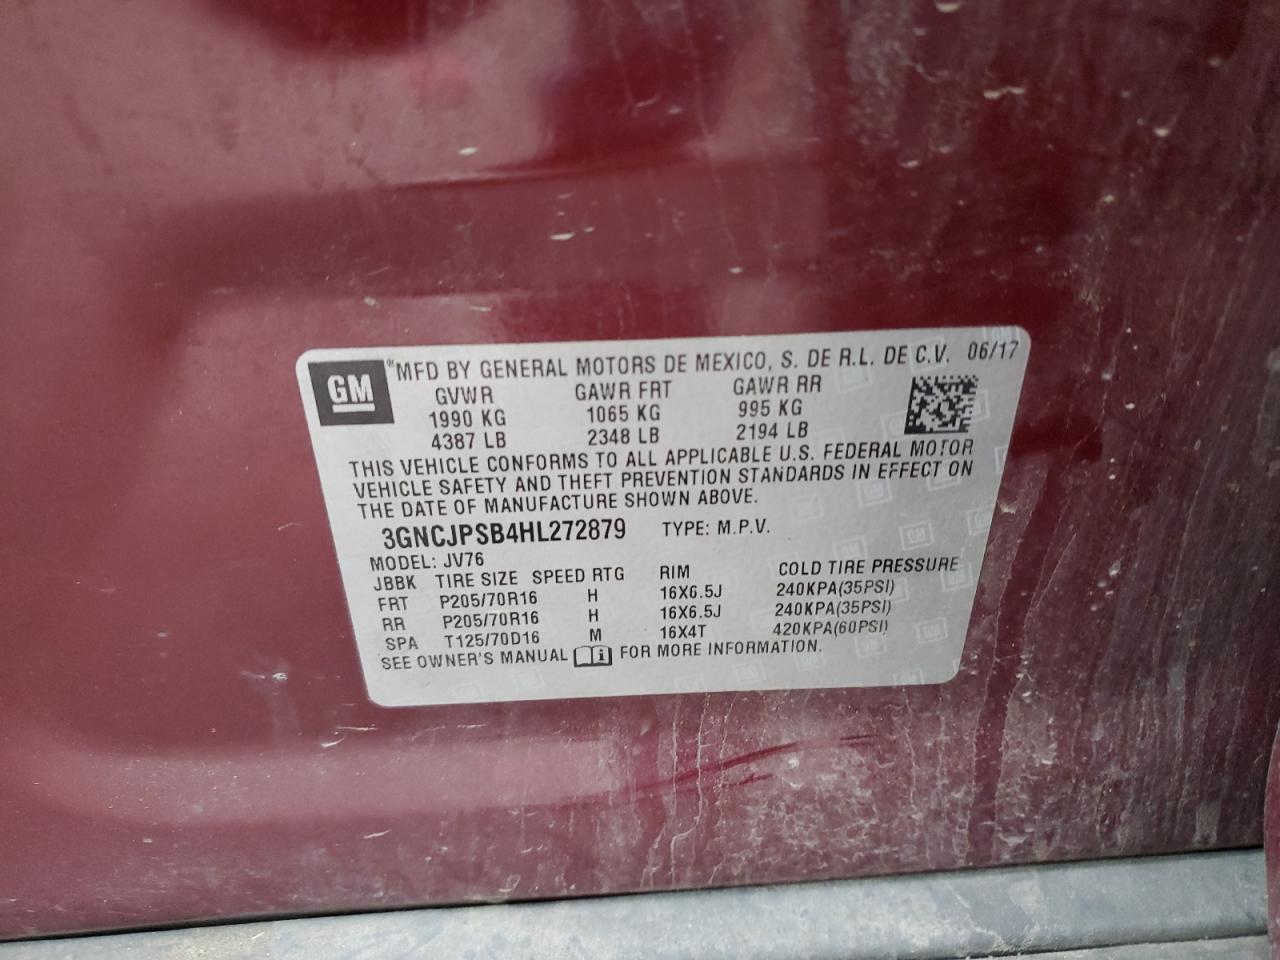 GM
®MFD BY GENERAL MOTORS DE MEXICO, S. DE R.L. DE C.V. 06/17
GVWR GAWR FRT GAWR RR
1990 KG 1065 KG 995 KG
4387 LB 2348 LB 2194 LB
THIS VEHICLE CONFORMS TO ALL APPLICABLE U.S. FEDERAL MOTOR
VEHICLE SAFETY AND THEFT PREVENTION STANDARDS IN EFFECT ON
THE DATE OF MANUFACTURE SHOWN ABOVE.
3GNCJPSB4HL272879 TYPE: M.P.V.
MODEL: JV76
JBBK TIRE SIZE SPEED RTG RIM COLD TIRE PRESSURE
FRT P205/70R16 H 16X6.5J 240KPA(35PSI)
RR P205/70R16 H 16X6.5J 240KPA(35PSI)
SPA T125/70D16 M 16X4T 420KPA(60PSI)
SEE OWNER'S MANUAL i FOR MORE INFORMATION.